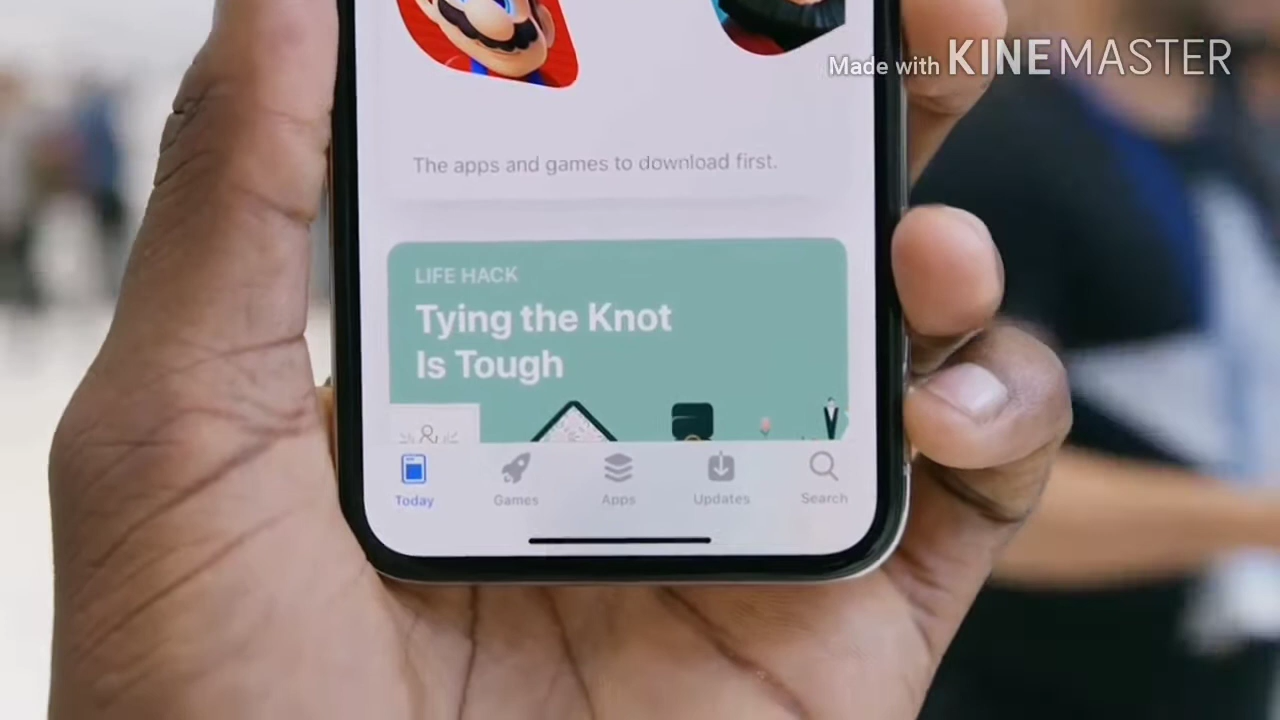 Made with KINEMASTER
The apps and games to download first.
LIFE HACK
Tying the Knot
Is Tough
Today
Games
Apps
Updates
Search